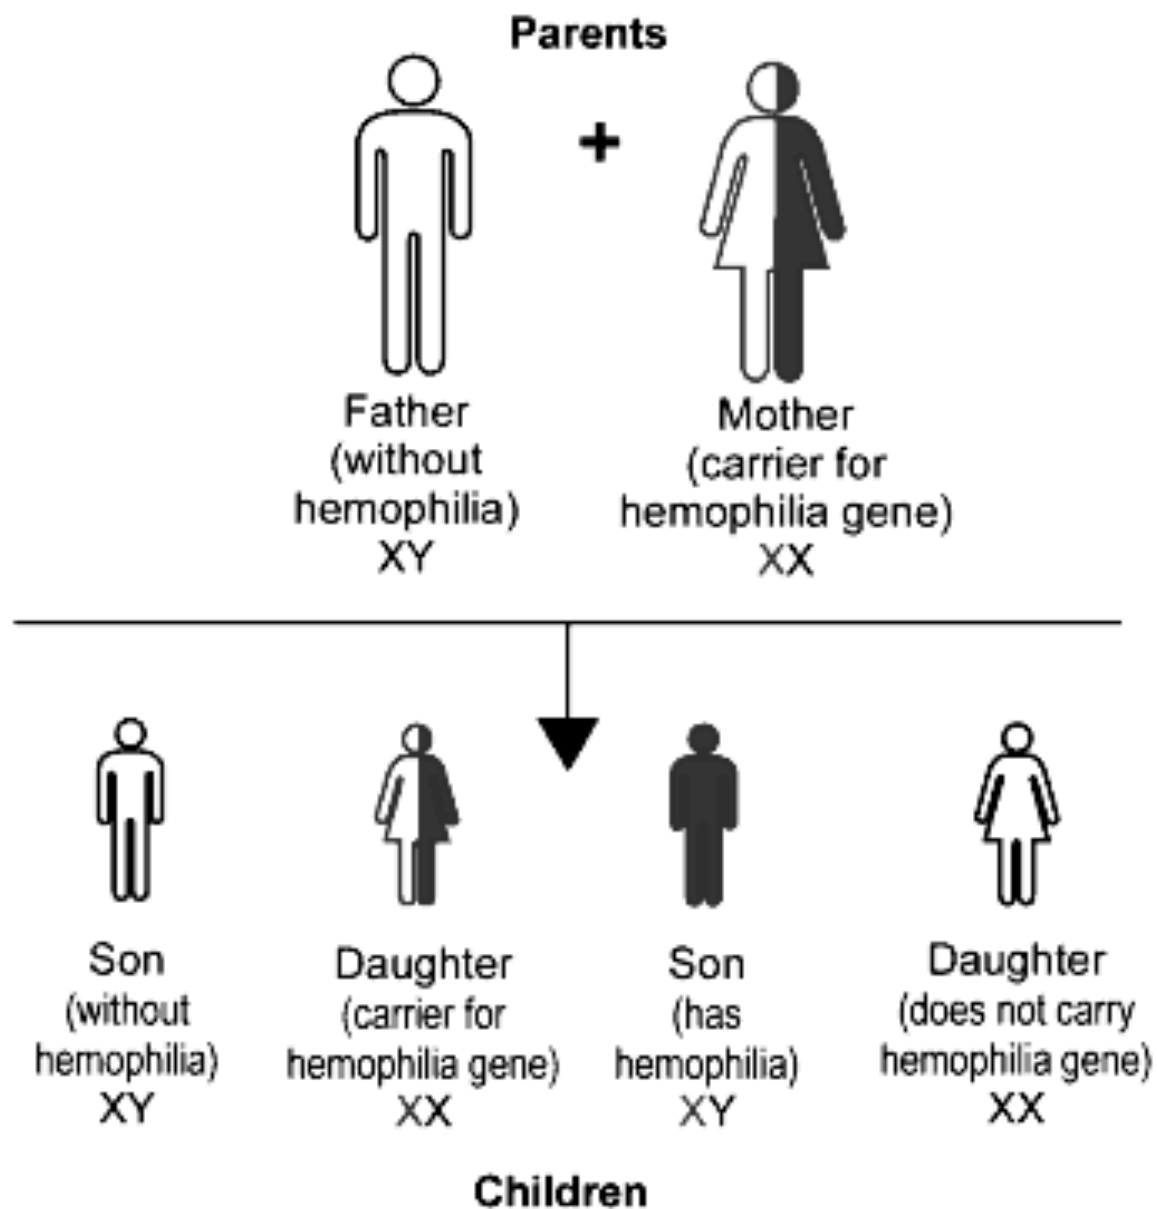 Parents
+
Father
(without
hemophilia)
XY
Mother
(carrier for
hemophilia gene)
XX
Son
(without
hemophilia)
XY
Daughter
(carrier for
hemophilia gene)
XX
Son
(has
hemophilia)
XY
Daughter
(does not carry
hemophilia gene)
XX
Children